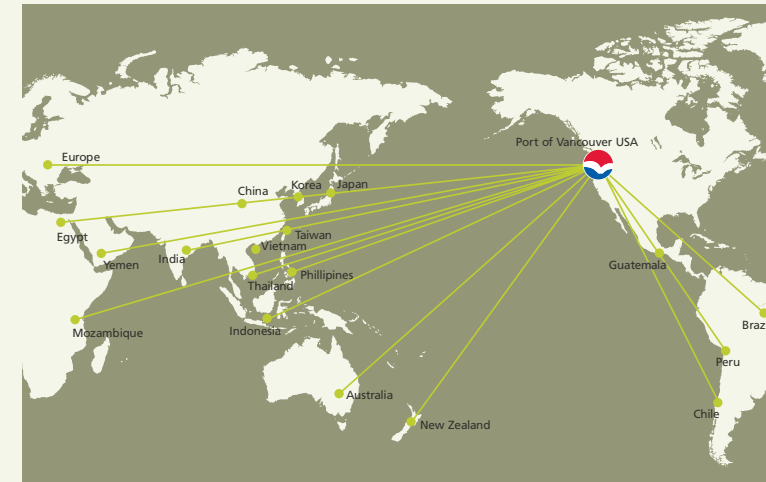 Port of Vancouver USA
Europe
China
Korea
Japan
Egypt
Yemen
India
Taiwan
Vietnam
Thailand
Phillipines
Guatemala
Mozambique
Indonesia
Braz
Peru
Australia
Chile
New Zealand